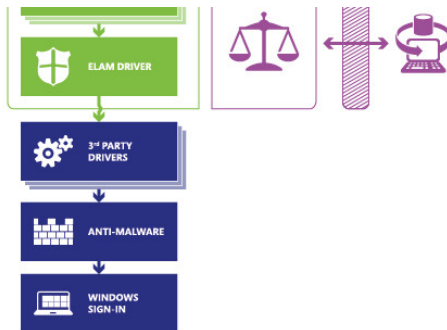 ELAM DRIVER
3rd PARTY
DRIVERS
ANTI-MALWARE
WINDOWS
SIGN-IN